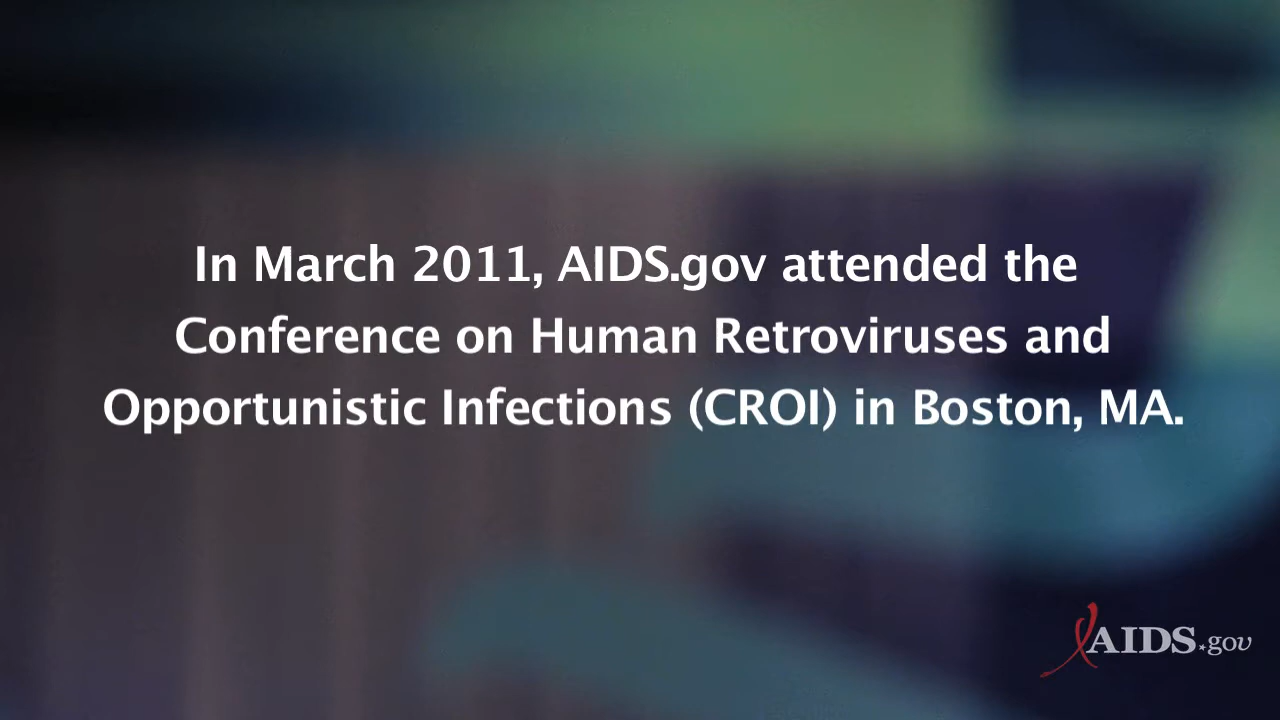 In March 2011, AIDS.gov attended the
Conference on Human Retroviruses and
Opportunistic Infections (CROI) in Boston, MA.
AIDS.gov